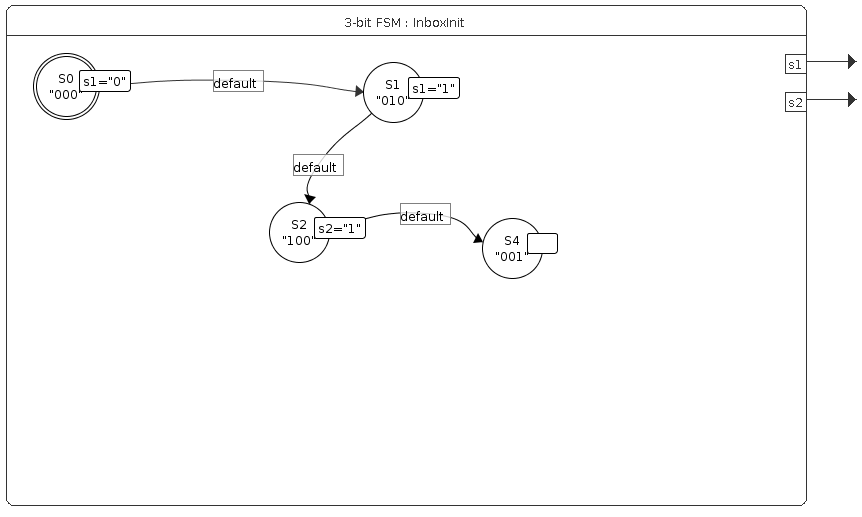 3-bit FSM : InboxInit
S0
"000"
s1="0"
default
S1
"010"
s1="1"
s1
s2
default
S2
"100"
s2="1"
default
S4
"001"